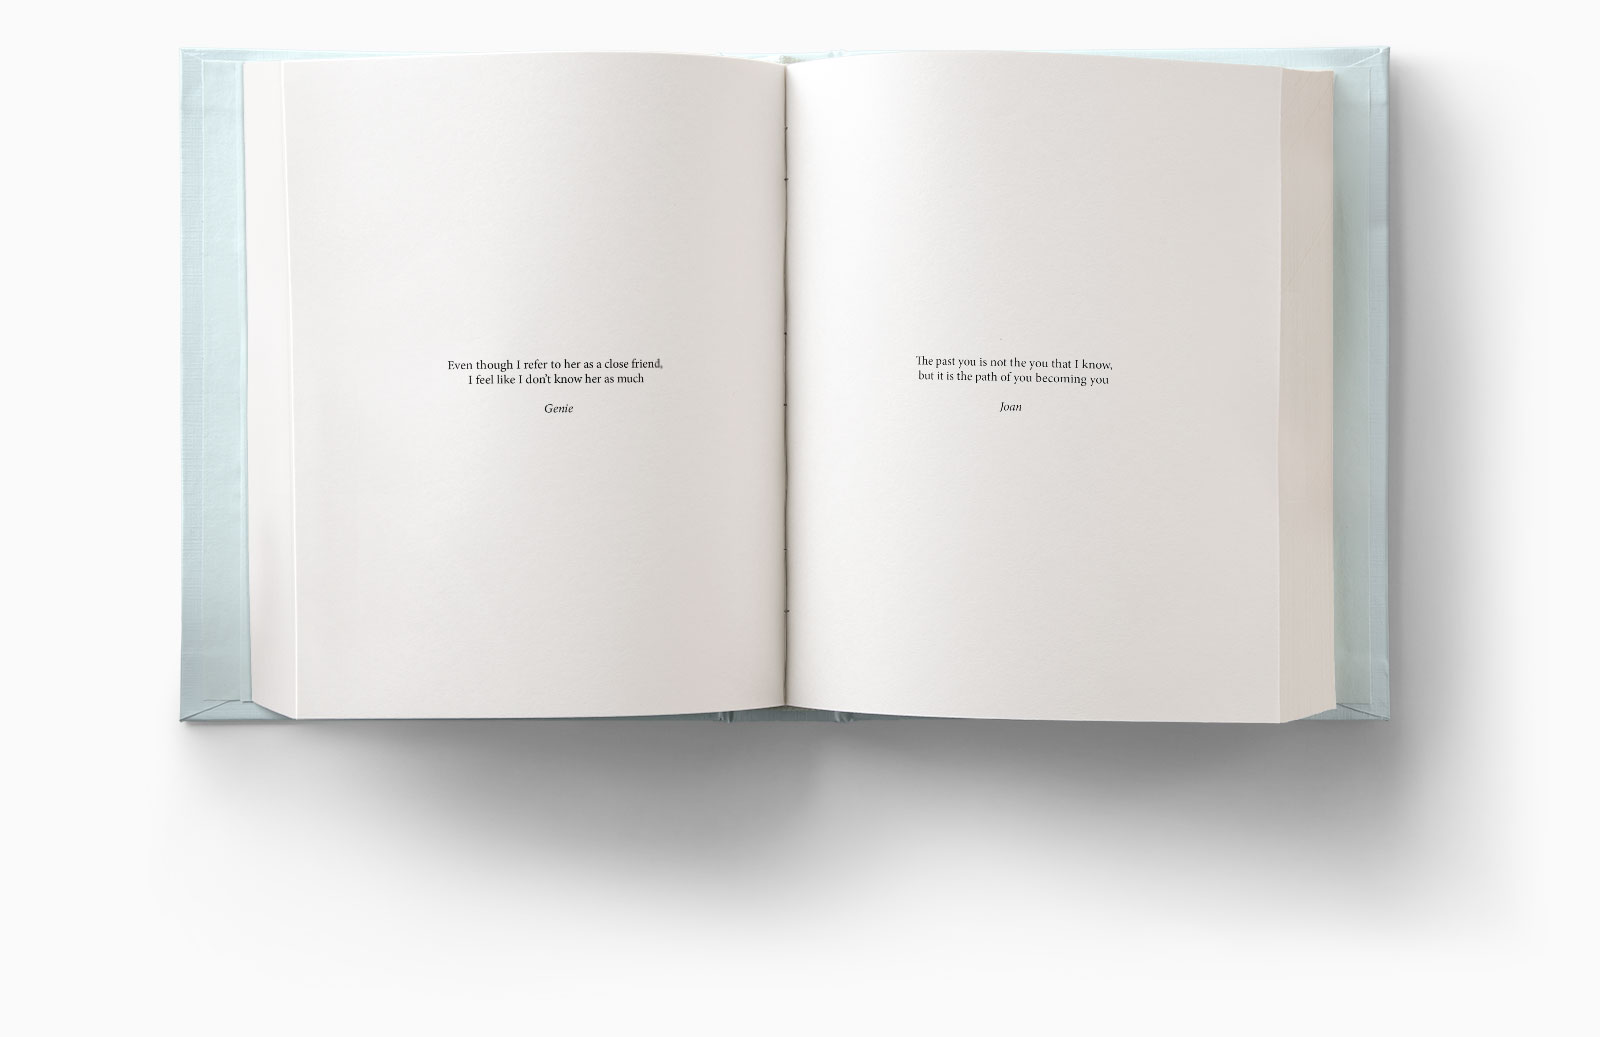 Even though I refer to her as a close friend,
I feel like I don't know her as much
Genie
The past you is not the you that I know,
but it is the path of you becoming you
Joan